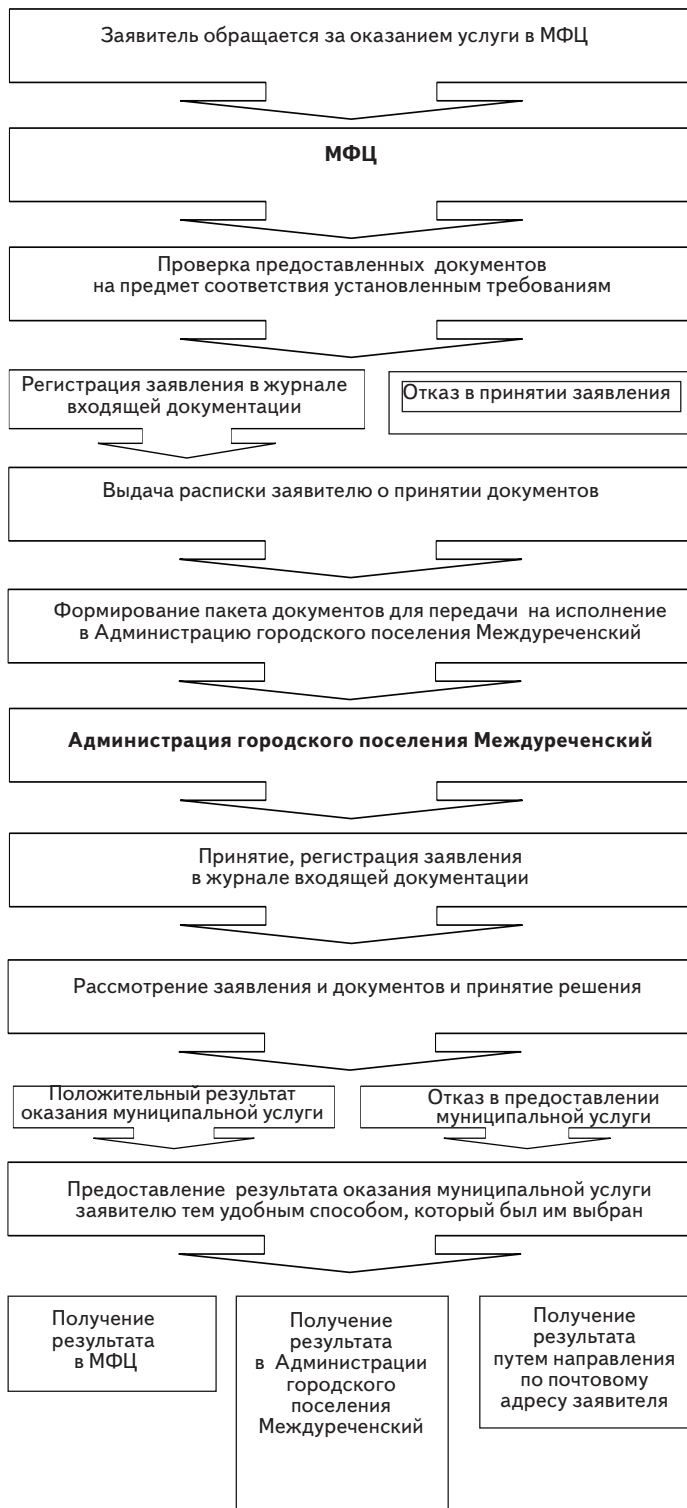 Заявитель обращается за оказанием услуги в МФЦ
МФЦ
Проверка предоставленных документов
на предмет соответствия установленным требованиям
Регистрация заявления в журнале
входящей документации
Отказ в принятии заявления
Выдача расписки заявителю о принятии документов
Формирование пакета документов для передачи на исполнение
в Администрацию городского поселения Междуреченский
Администрация городского поселения Междуреченский
Принятие, регистрация заявления
в журнале входящей документации
Рассмотрение заявления и документов и принятие решения
Положительный результат
оказания муниципальной услуги
Отказ в предоставлении
муниципальной услуги
Предоставление результата оказания муниципальной услуги
заявителю тем удобным способом, который был им выбран
Получение
результата
в МФЦ
Получение
результата
в Администрации
городского
поселения
Междуреченский
Получение
результата
путем направления
по почтовому
адресу заявителя